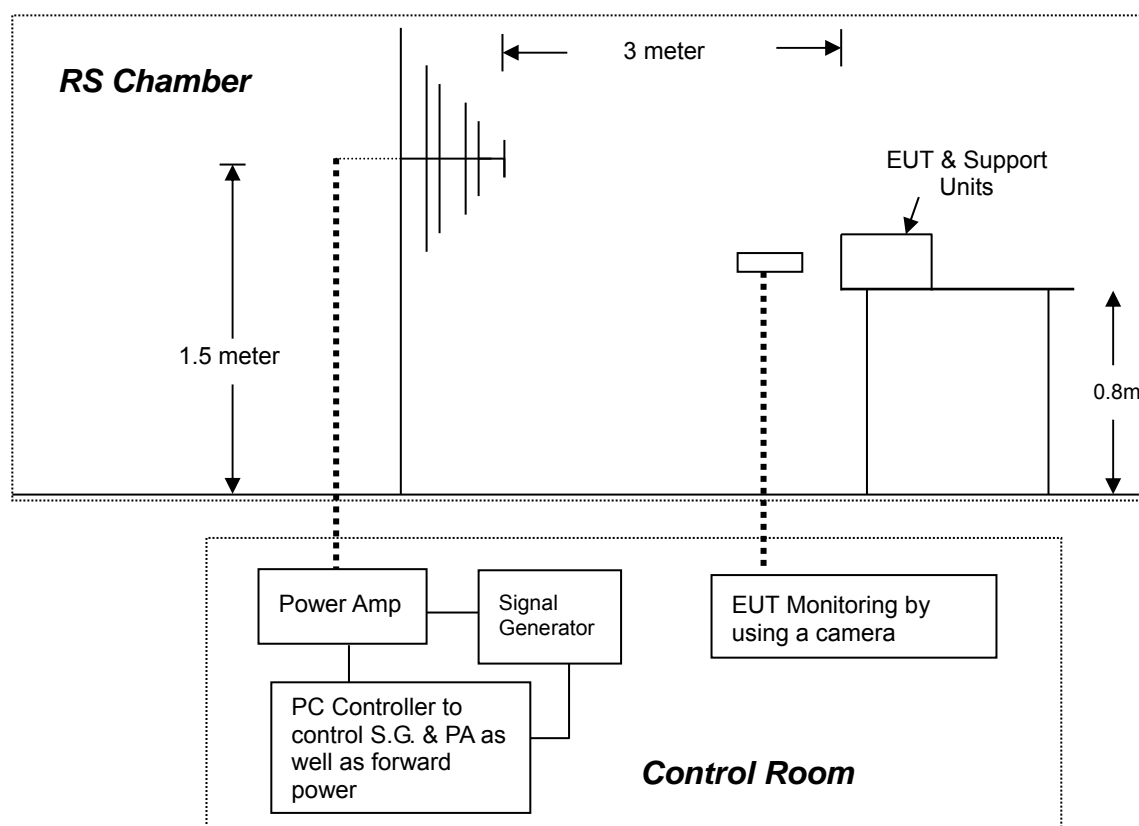 3 meter
RS Chamber
EUT & Support
Units
1.5 meter
0.8m
Power Amp
Signal
Generator
EUT Monitoring by
using a camera
PC Controller to
control S.G. & PA as
well as forward
power
Control Room